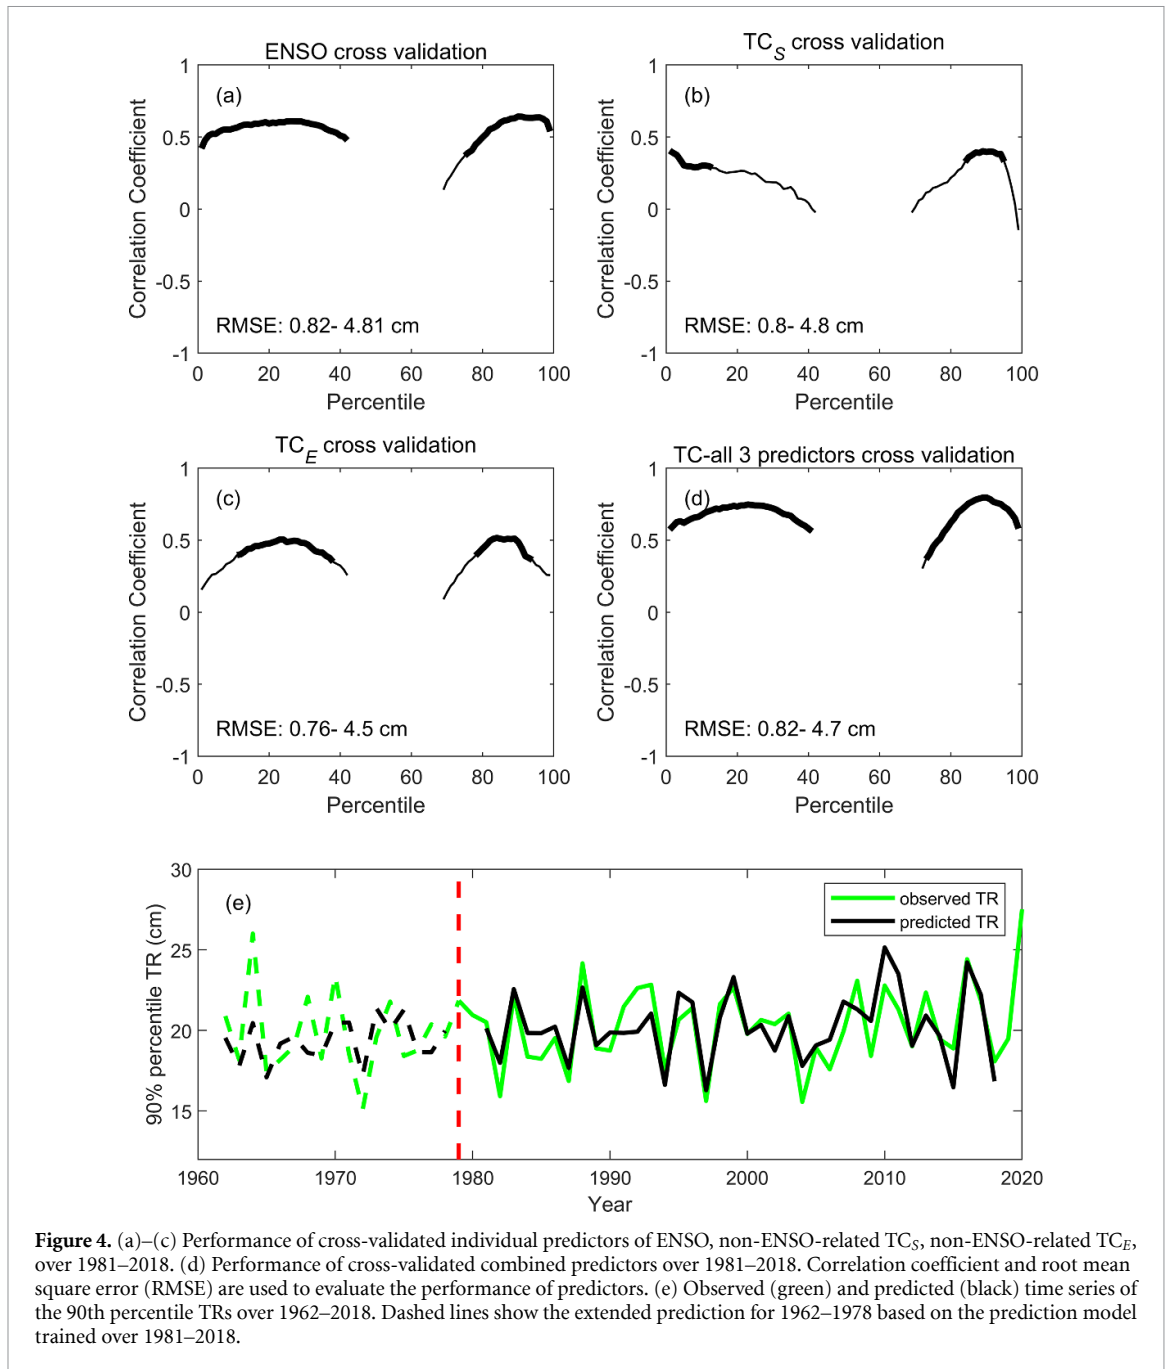 ENSO cross validation
(a)
Correlation Coefficient
1
0.5
0
-0.5
-1
RMSE: 0.82- 4.81 cm
0 20 40 60 80 100
Percentile
TCS cross validation
(b)
Correlation Coefficient
1
0.5
0
-0.5
-1
RMSE: 0.8- 4.8 cm
0 20 40 60 80 100
Percentile
TCE cross validation
(c)
Correlation Coefficient
1
0.5
0
-0.5
-1
RMSE: 0.76- 4.5 cm
0 20 40 60 80 100
Percentile
TC-all 3 predictors cross validation
(d)
Correlation Coefficient
1
0.5
0
-0.5
-1
RMSE: 0.82- 4.7 cm
0 20 40 60 80 100
Percentile
(e)
90% percentile TR (cm)
30
25
20
15
observed TR
predicted TR
1960 1970 1980 1990 2000 2010 2020
Year
Figure 4. (a)–(c) Performance of cross-validated individual predictors of ENSO, non-ENSO-related TCS, non-ENSO-related TCE,
over 1981–2018. (d) Performance of cross-validated combined predictors over 1981–2018. Correlation coefficient and root mean
square error (RMSE) are used to evaluate the performance of predictors. (e) Observed (green) and predicted (black) time series of
the 90th percentile TRs over 1962–2018. Dashed lines show the extended prediction for 1962–1978 based on the prediction model
trained over 1981–2018.